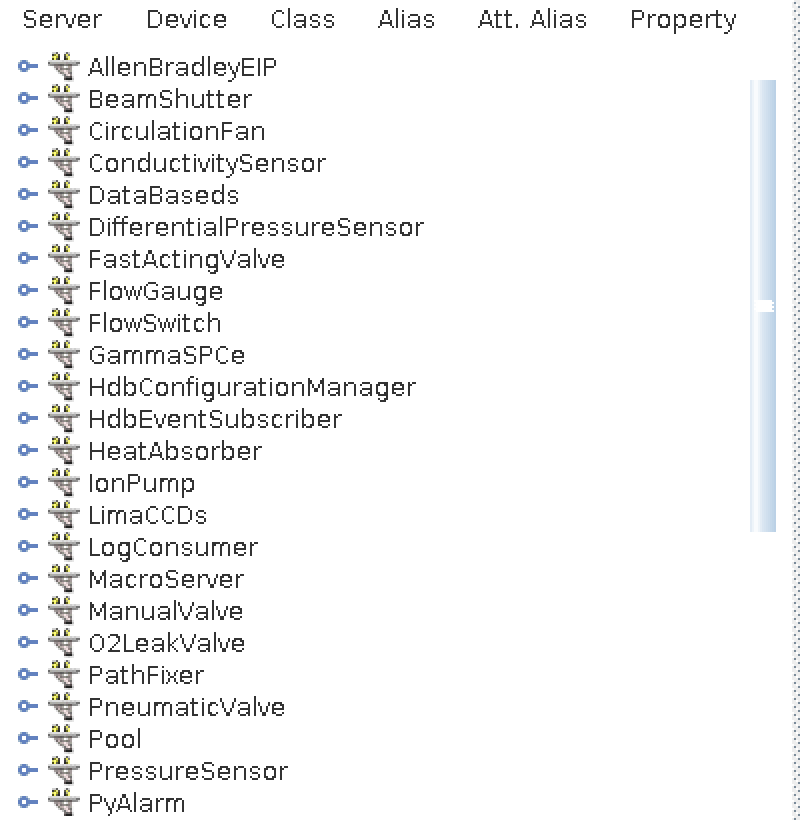 Server Device Class Alias Att. Alias Property
AllenBradleyEIP
BeamShutter
CirculationFan
ConductivitySensor
DataBaseds
DifferentialPressureSensor
FastActingValve
FlowGauge
FlowSwitch
GammaSPCe
HdbConfigurationManager
HdbEventSubscriber
HeatAbsorber
IonPump
LimaCCDs
LogConsumer
MacroServer
ManualValve
O2LeakValve
PathFixer
PneumaticValve
Pool
PressureSensor
PyAlarm